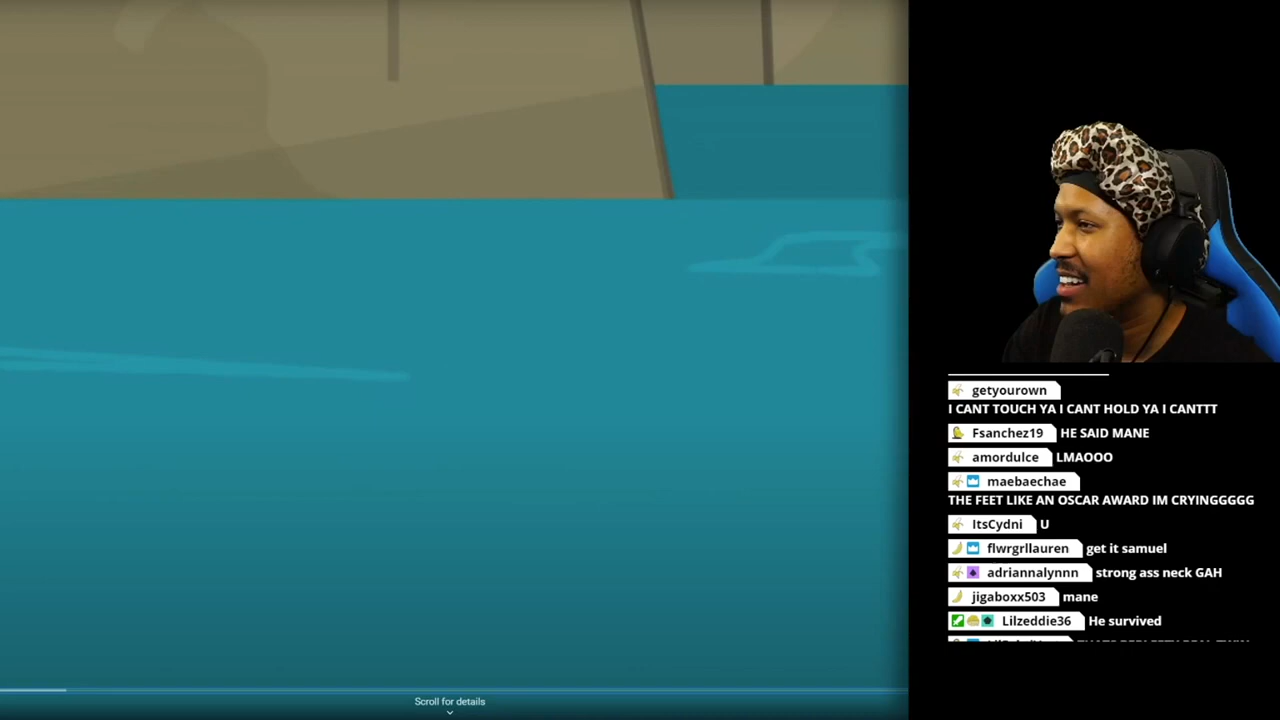 getyourown
I CANT TOUCH YA I CANT HOLD YA I CANTTT
Fsanchez19 HE SAID MANE
amordulce LMAOOO
maebaechae
THE FEET LIKE AN OSCAR AWARD IM CRYINGGGGG
ItsCydni U
flwrgrllauren get it samuel
adriannalynnn strong ass neck GAH
jigaboxx503 mane
Lilzeddie36 He survived
Scroll for details